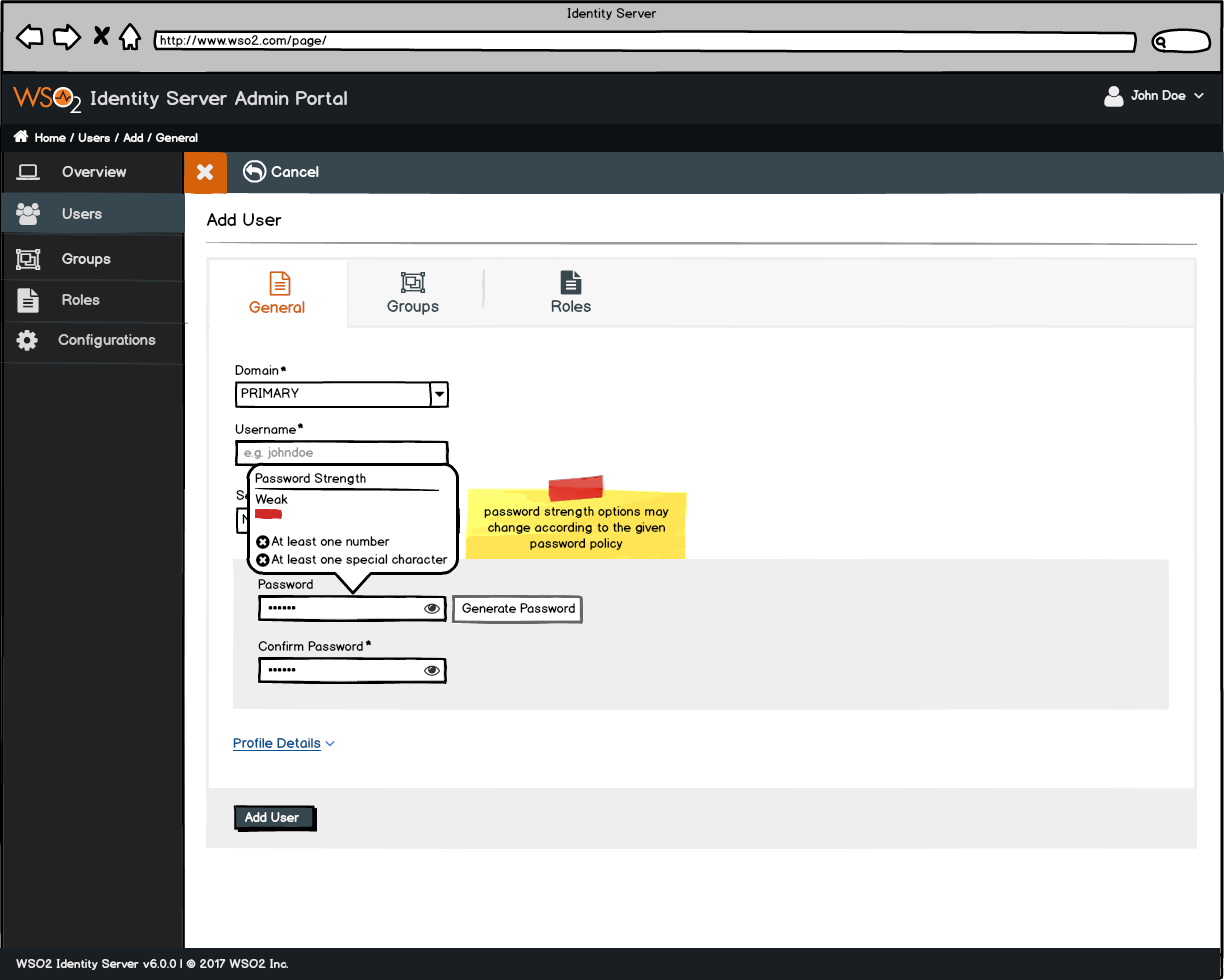 Identity Server
http://www.wso2.com/page/
WSO2 Identity Server Admin Portal
John Doe
Home / Users / Add / General
Overview
Users
Groups
Roles
Configurations
Cancel
Add User
General
Groups
Roles
Domain*
PRIMARY
Username*
e.g. johndoe
Password Strength
Weak
At least one number
At least one special character
password strength options may
change according to the given
password policy
Password
••••••
Generate Password
Confirm Password*
••••••
Profile Details
Add User
WSO2 Identity Server v6.0.0 | © 2017 WSO2 Inc.